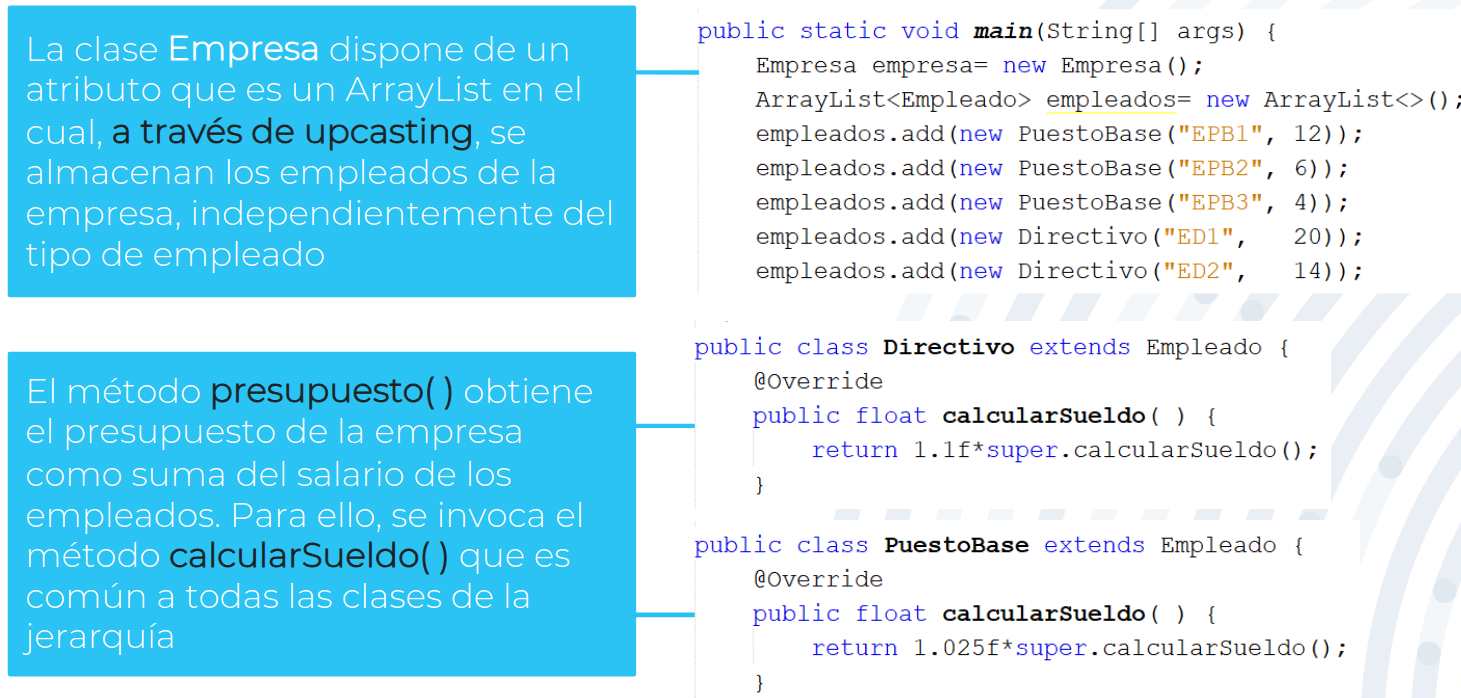 La clase Empresa dispone de un
atributo que es un ArrayList en el
cual, a través de upcasting, se
almacenan los empleados de la
empresa, independientemente del
tipo de empleado
public static void main(String[] args) {
    Empresa empresa= new Empresa();
    ArrayList<Empleado> empleados= new ArrayList<>();
    empleados.add(new PuestoBase("EPB1", 12));
    empleados.add(new PuestoBase("EPB2", 6));
    empleados.add(new PuestoBase("EPB3", 4));
    empleados.add(new Directivo("ED1",   20));
    empleados.add(new Directivo("ED2",   14));
El método presupuesto( ) obtiene
el presupuesto de la empresa
como suma del salario de los
empleados. Para ello, se invoca el
método calcularSueldo( ) que es
común a todas las clases de la
jerarquía
public class Directivo extends Empleado {
    @Override
    public float calcularSueldo( ) {
        return 1.1f*super.calcularSueldo();
    }
public class PuestoBase extends Empleado {
    @Override
    public float calcularSueldo( ) {
        return 1.025f*super.calcularSueldo();
    }